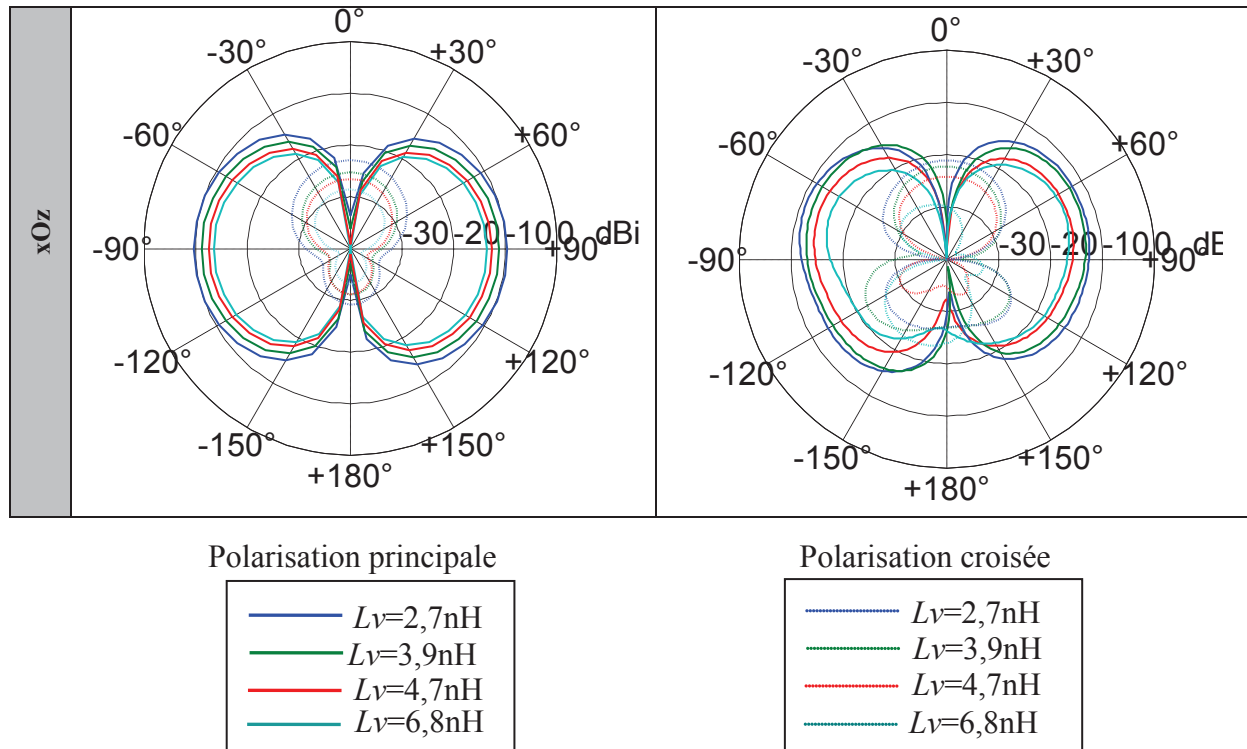 xOz
0°
-30°
+30°
-60°
+60°
-90°
-30
-20
-10
0
dBi
+90°
-120°
+120°
-150°
+150°
+180°
0°
-30°
+30°
-60°
+60°
-90°
-30
-20
-10
0
dB
+90°
-120°
+120°
-150°
+150°
+180°
Polarisation principale
Lv=2,7nH
Lv=3,9nH
Lv=4,7nH
Lv=6,8nH
Polarisation croisée
Lv=2,7nH
Lv=3,9nH
Lv=4,7nH
Lv=6,8nH